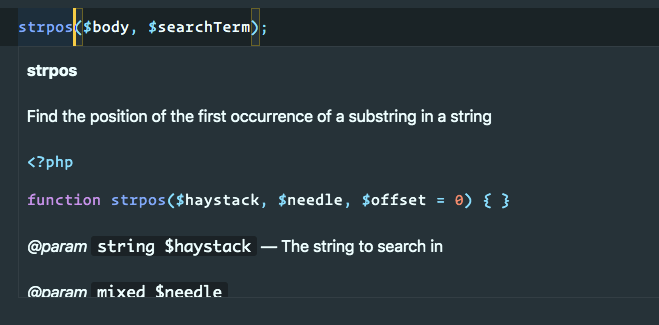 strpos($body, $searchTerm);
strpos
Find the position of the first occurrence of a substring in a string
<?php
function strpos($haystack, $needle, $offset = 0) { }
@param string $haystack — The string to search in
@param mixed $needle